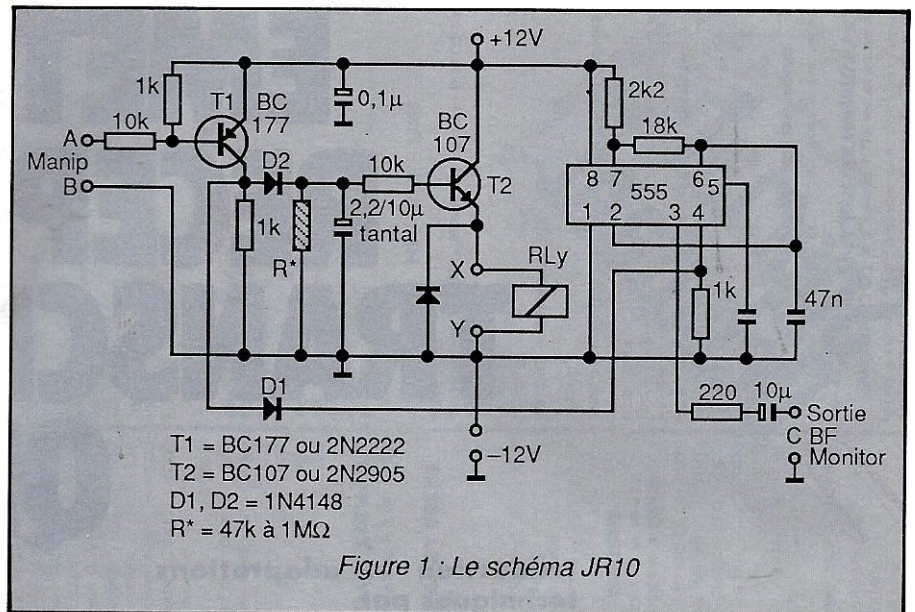 +12V
1k
T1
BC
177
0,1µ
2k2
18k
A
10k
Manip
B
D2
10k
BC
107
T2
8 7 6 5
555
1 2 3 4
1k
R*
2,2/10µ
tantal
X
RLy
Y
1k
47n
D1
220
10µ
Sortie
C BF
Monitor
–12V
T1 = BC177 ou 2N2222
T2 = BC107 ou 2N2905
D1, D2 = 1N4148
R* = 47k à 1MΩ
Figure 1 : Le schéma JR10